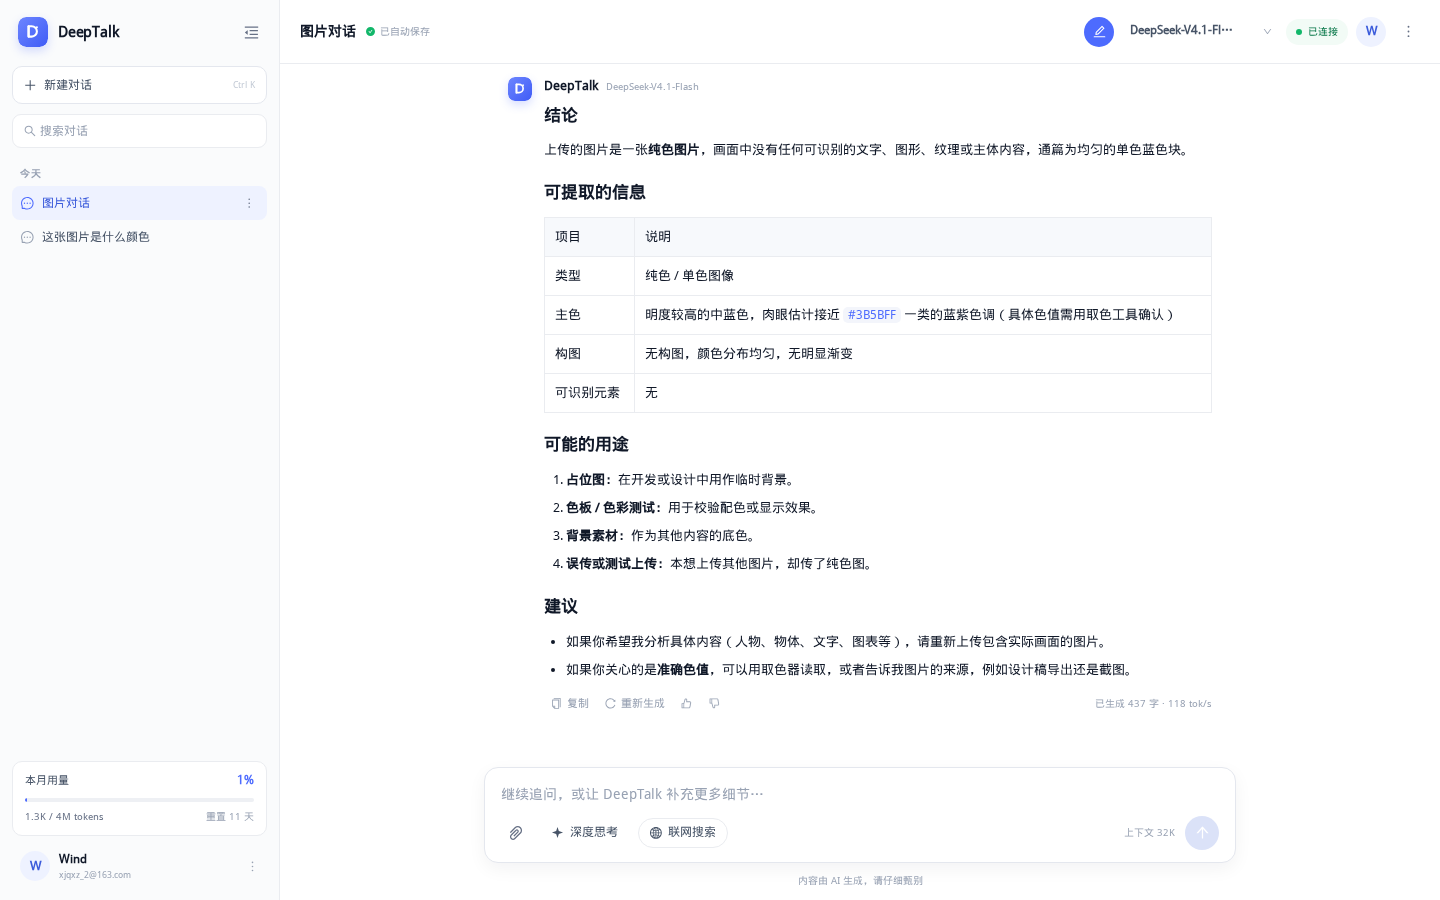 DeepTalk
新建对话
Ctrl K
搜索对话
今天
图片对话
这张图片是什么颜色
本月用量
1%
1.3K / 4M tokens
重置 11 天
W
Wind
xjqxz_2@163.com
图片对话
已自动保存
DeepSeek-V4.1-Fl···
已连接
W
DeepTalk DeepSeek-V4.1-Flash
结论
上传的图片是一张纯色图片，画面中没有任何可识别的文字、图形、纹理或主体内容，通篇为均匀的单色蓝色块。
可提取的信息
项目 说明
类型 纯色 / 单色图像
主色 明度较高的中蓝色，肉眼估计接近 #3B5BFF 一类的蓝紫色调（具体色值需用取色工具确认）
构图 无构图，颜色分布均匀，无明显渐变
可识别元素 无
可能的用途
1. 占位图：在开发或设计中用作临时背景。
2. 色板 / 色彩测试：用于校验配色或显示效果。
3. 背景素材：作为其他内容的底色。
4. 误传或测试上传：本想上传其他图片，却传了纯色图。
建议
• 如果你希望我分析具体内容（人物、物体、文字、图表等），请重新上传包含实际画面的图片。
• 如果你关心的是准确色值，可以用取色器读取，或者告诉我图片的来源，例如设计稿导出还是截图。
复制
重新生成
已生成 437 字 · 118 tok/s
继续追问，或让 DeepTalk 补充更多细节···
深度思考
联网搜索
上下文 32K
内容由 AI 生成，请仔细甄别